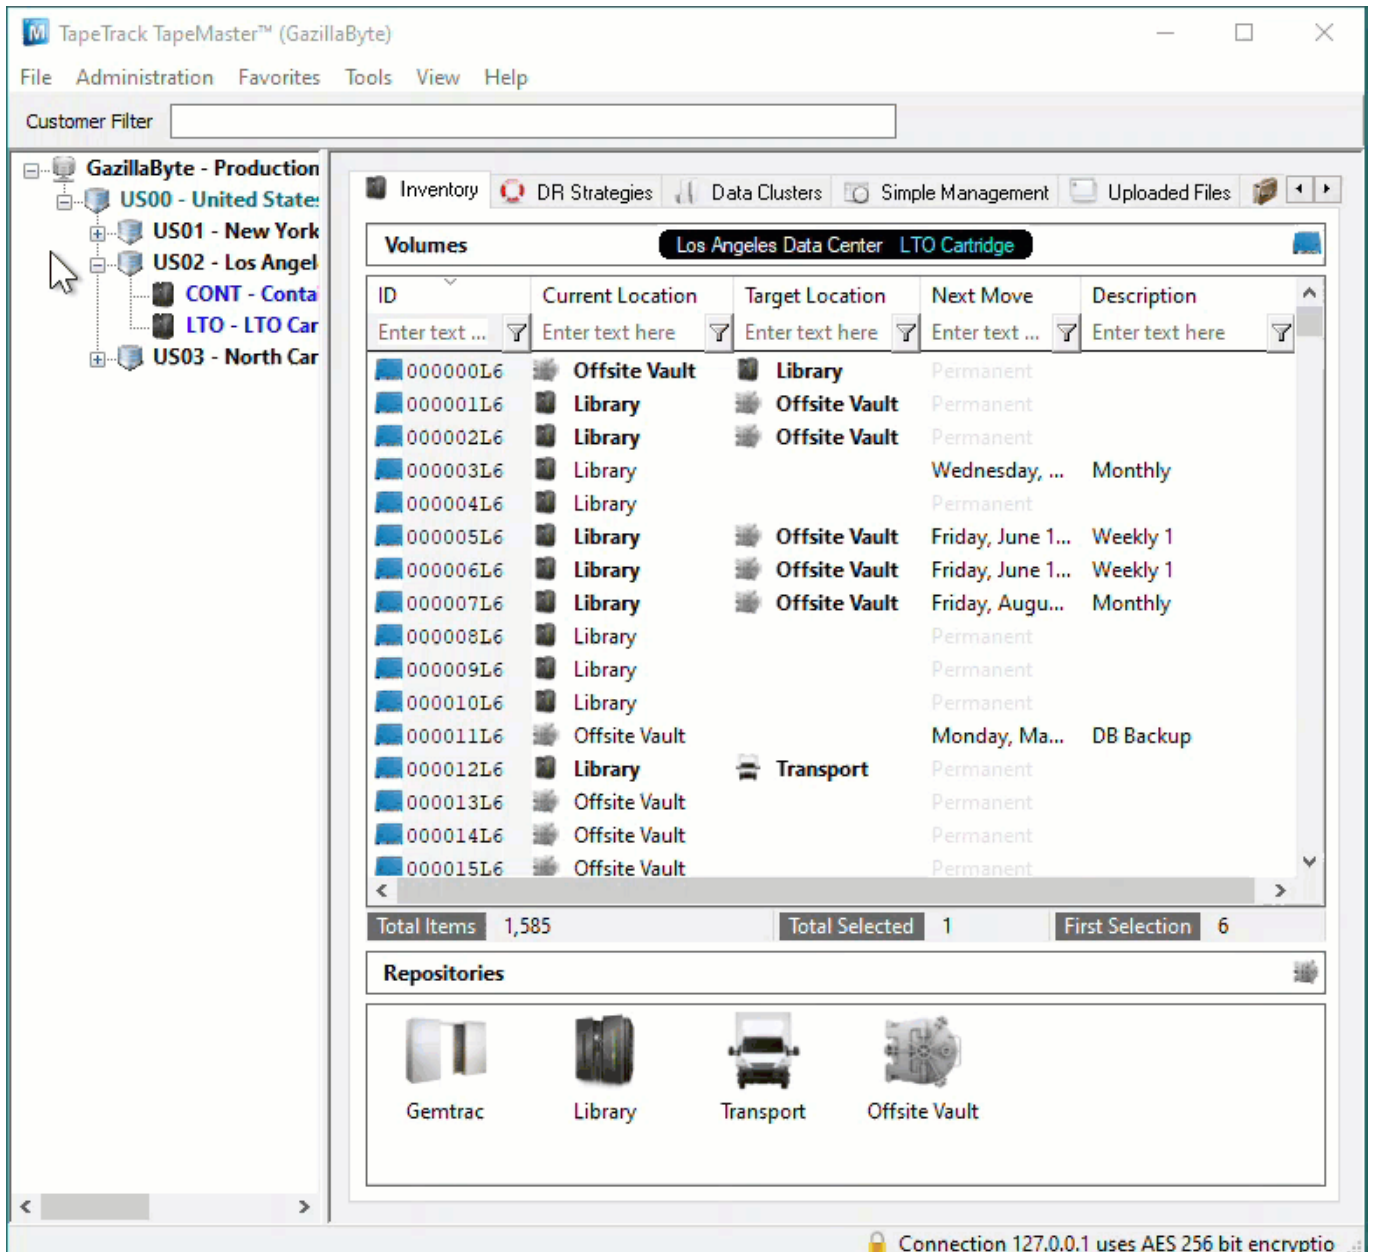 TapeTrack TapeMaster™ (GazillaByte)
File Administration Favorites Tools View Help
Customer Filter
GazillaByte - Production
US00 - United States
US01 - New York
US02 - Los Angel
CONT - Conta
LTO - LTO Car
US03 - North Car
Inventory DR Strategies Data Clusters Simple Management Uploaded Files
Volumes Los Angeles Data Center LTO Cartridge
ID Current Location Target Location Next Move Description
Enter text ... Enter text here Enter text here Enter text ... Enter text here
000000L6 Offsite Vault Library Permanent
000001L6 Library Offsite Vault Permanent
000002L6 Library Offsite Vault Permanent
000003L6 Library Wednesday, ... Monthly
000004L6 Library Permanent
000005L6 Library Offsite Vault Friday, June 1... Weekly 1
000006L6 Library Offsite Vault Friday, June 1... Weekly 1
000007L6 Library Offsite Vault Friday, Augu... Monthly
000008L6 Library Permanent
000009L6 Library Permanent
000010L6 Library Permanent
000011L6 Offsite Vault Monday, Ma... DB Backup
000012L6 Library Transport Permanent
000013L6 Offsite Vault Permanent
000014L6 Offsite Vault Permanent
000015L6 Offsite Vault Permanent
Total Items 1,585 Total Selected 1 First Selection 6
Repositories
Gemtrac Library Transport Offsite Vault
Connection 127.0.0.1 uses AES 256 bit encryptio